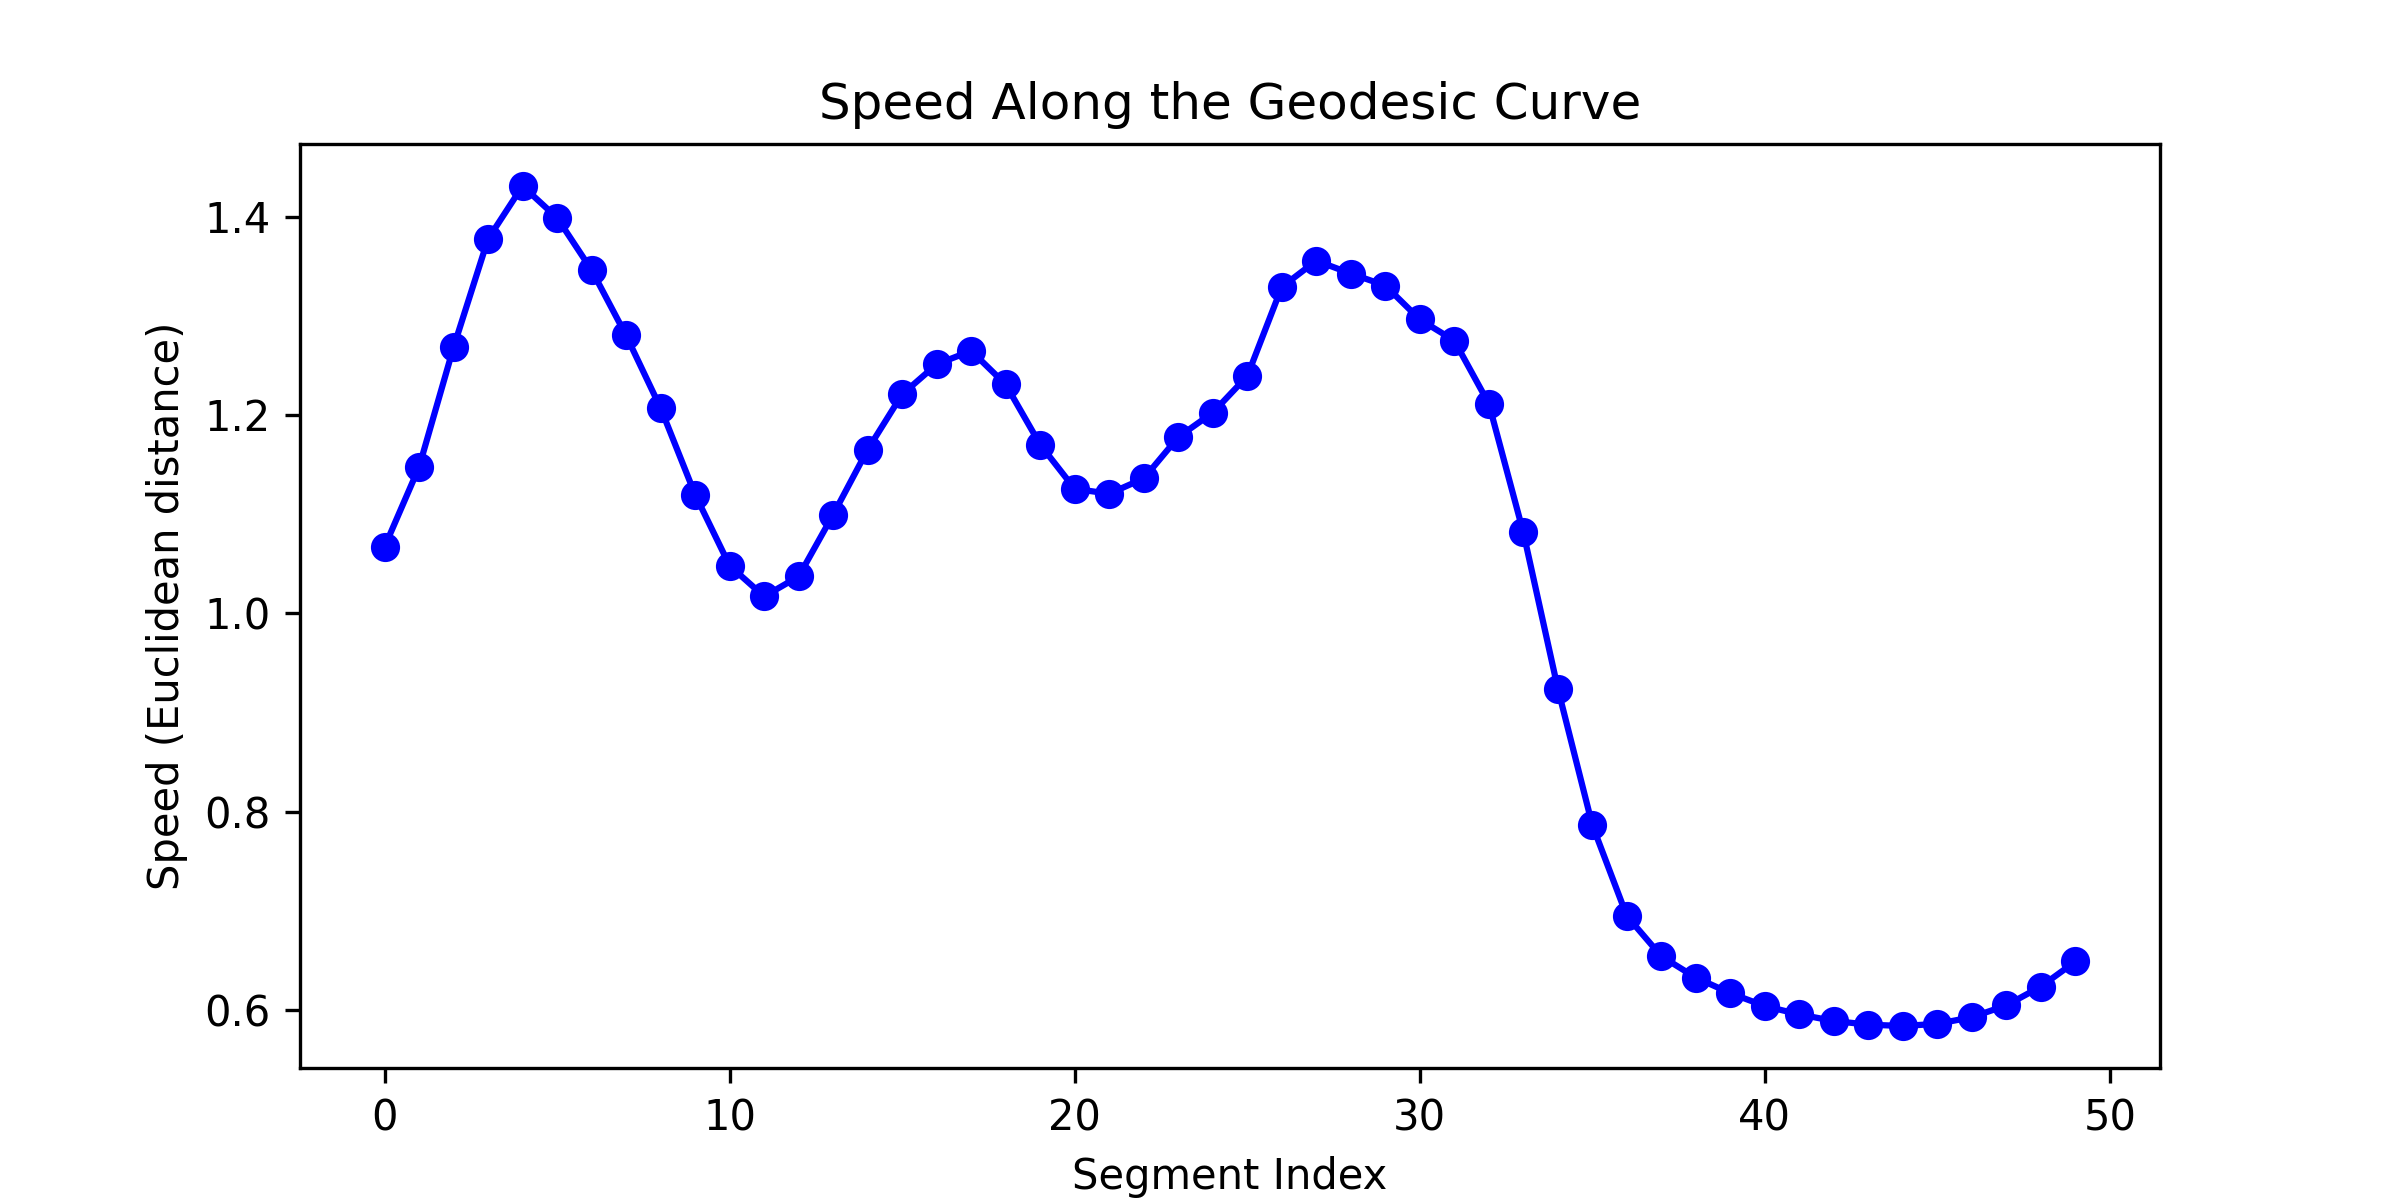 Speed Along the Geodesic Curve
Speed (Euclidean distance)
1.4
1.2
1.0
0.8
0.6
0 10 20 30 40 50
Segment Index